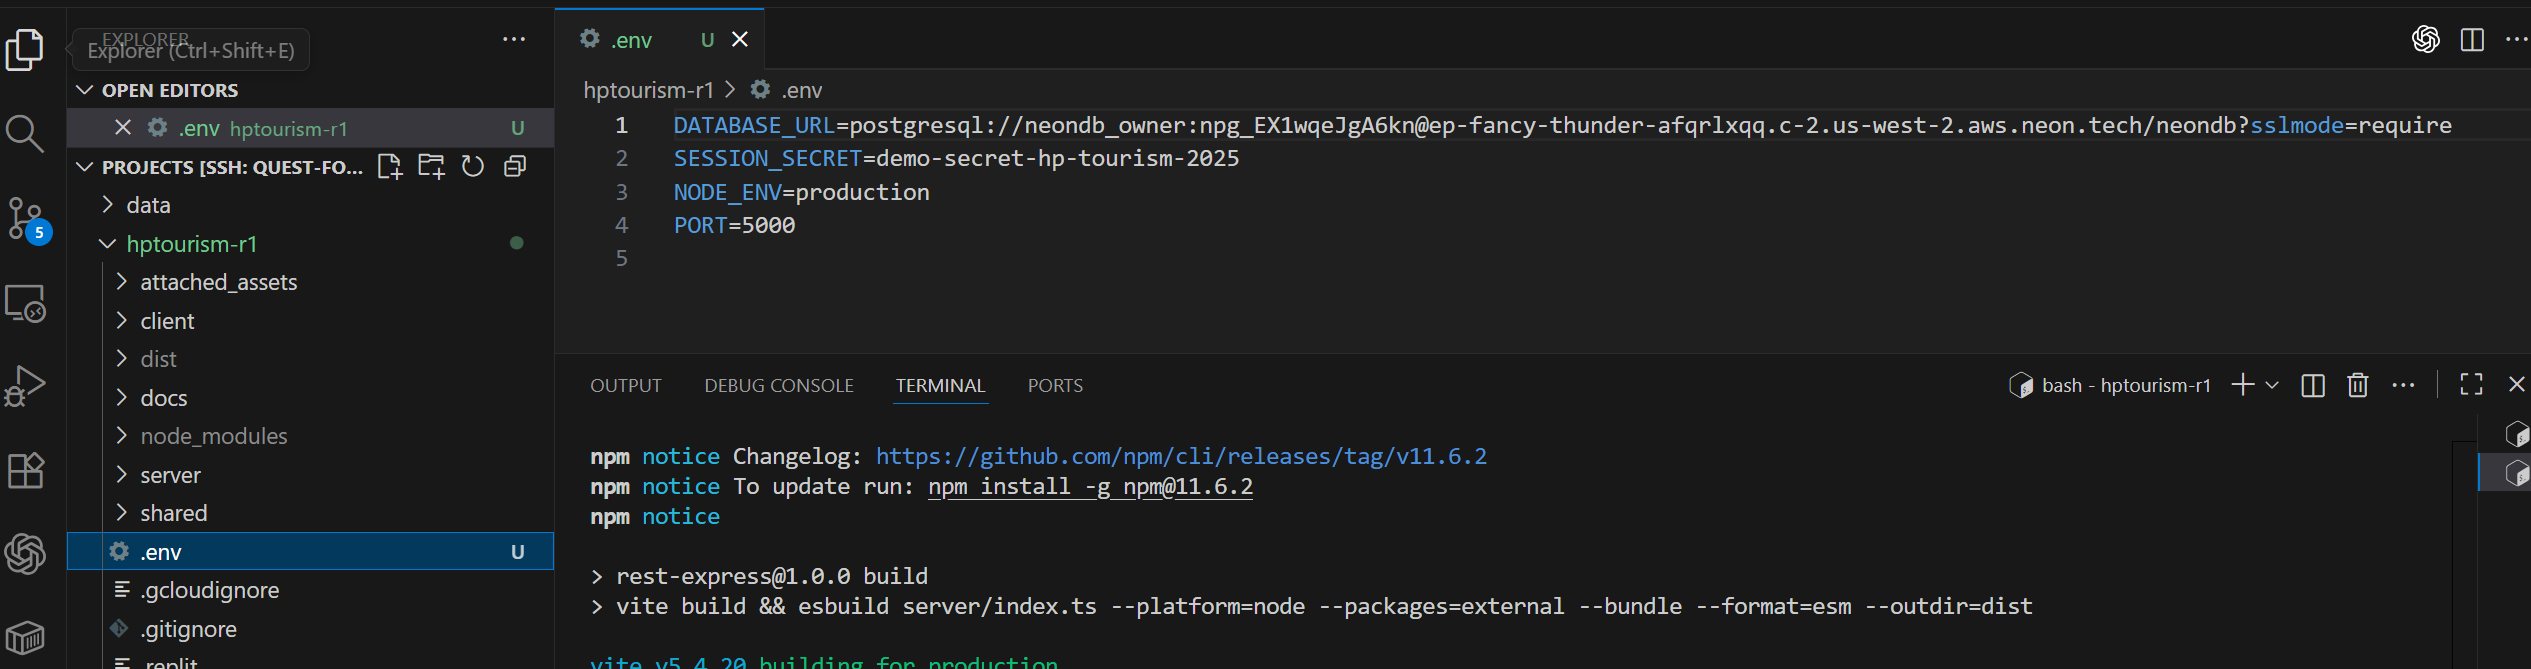 EXPLORER
Explorer (Ctrl+Shift+E)
OPEN EDITORS
.env hptourism-r1 U
PROJECTS [SSH: QUEST-FO...
data
hptourism-r1
attached_assets
client
dist
docs
node_modules
server
shared
.env U
.gcloudignore
.gitignore
.replit
5
.env U
hptourism-r1 > .env
1 DATABASE_URL=postgresql://neondb_owner:npg_EX1wqeJgA6kn@ep-fancy-thunder-afqrlxqq.c-2.us-west-2.aws.neon.tech/neondb?sslmode=require
2 SESSION_SECRET=demo-secret-hp-tourism-2025
3 NODE_ENV=production
4 PORT=5000
5
OUTPUT DEBUG CONSOLE TERMINAL PORTS
bash - hptourism-r1
npm notice Changelog: https://github.com/npm/cli/releases/tag/v11.6.2
npm notice To update run: npm install -g npm@11.6.2
npm notice
> rest-express@1.0.0 build
> vite build && esbuild server/index.ts --platform=node --packages=external --bundle --format=esm --outdir=dist
vite v5.4.20 building for production